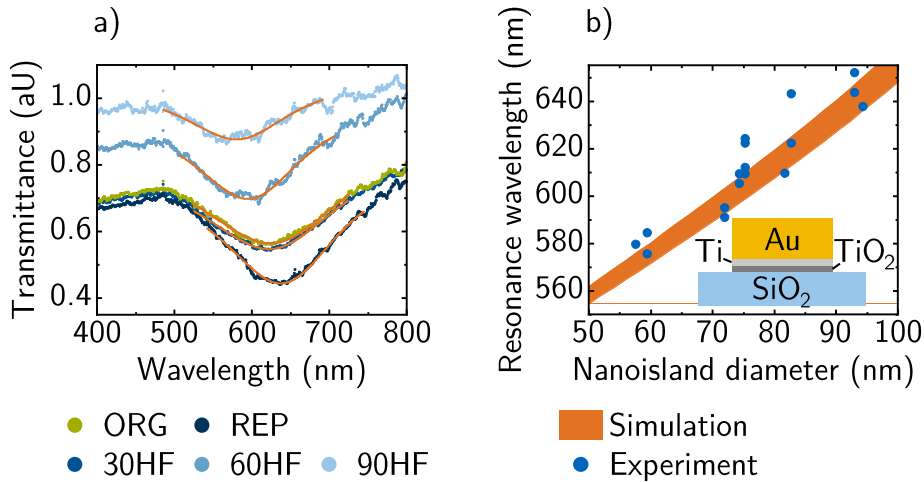 a)
Transmittance (aU)
1.0
0.8
0.6
0.4
400 500 600 700 800
Wavelength (nm)
ORG REP
30HF 60HF 90HF
b)
Resonance wavelength (nm)
640
620
600
580
560
Au
Ti TiO₂
SiO₂
50 60 70 80 90 100
Nanoisland diameter (nm)
Simulation
Experiment